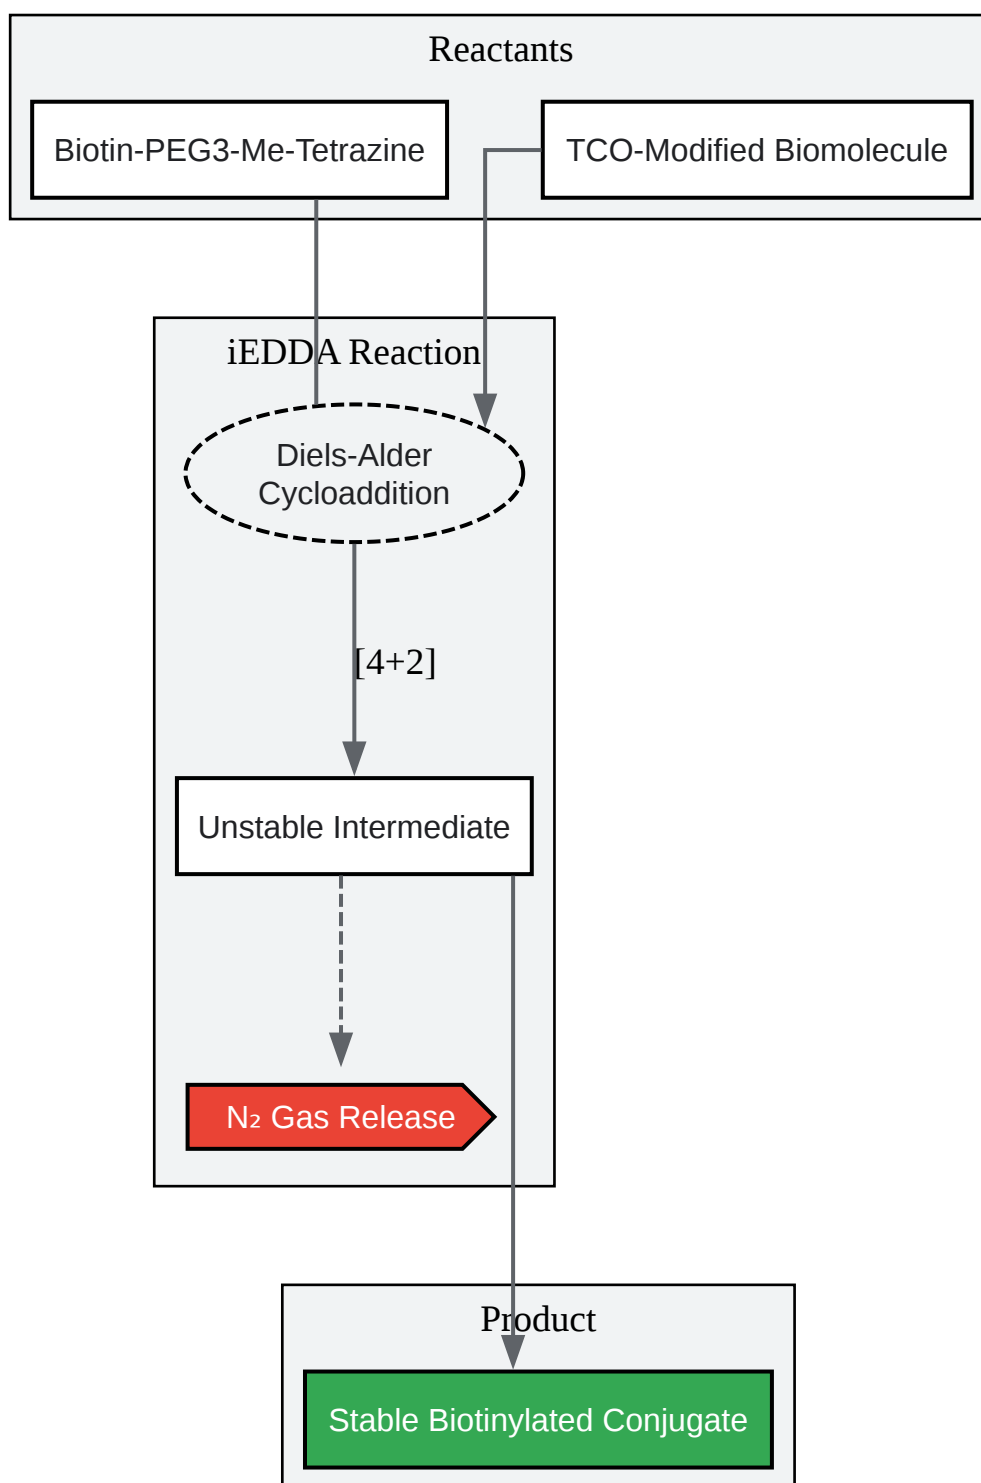 Reactants
Biotin-PEG3-Me-Tetrazine
TCO-Modified Biomolecule
iEDDA Reaction
Diels-Alder
Cycloaddition
[4+2]
Unstable Intermediate
N₂ Gas Release
Product
Stable Biotinylated Conjugate